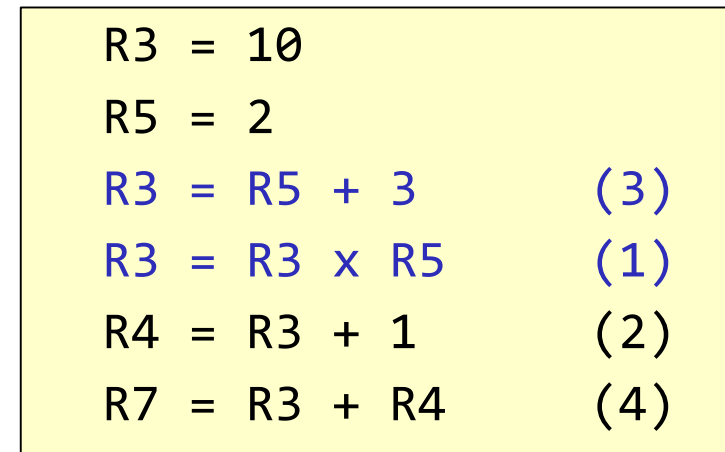 R3 = 10
R5 = 2
R3 = R5 + 3 (3)
R3 = R3 x R5 (1)
R4 = R3 + 1 (2)
R7 = R3 + R4 (4)